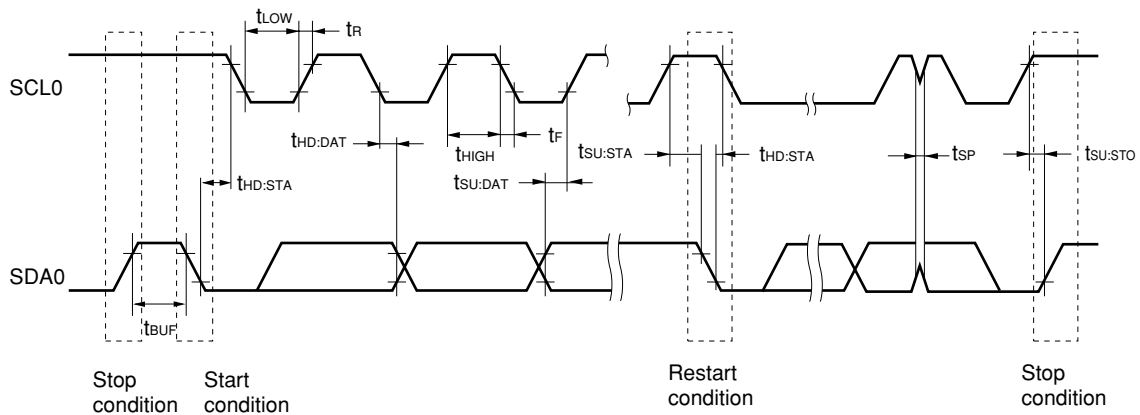 tLOW
tR
SCL0
tHD:DAT
tHIGH
tF
tSU:STA
tHD:STA
tSP
tSU:STO
tHD:STA
tSU:DAT
SDA0
tBUF
Stop
condition
Start
condition
Restart
condition
Stop
condition